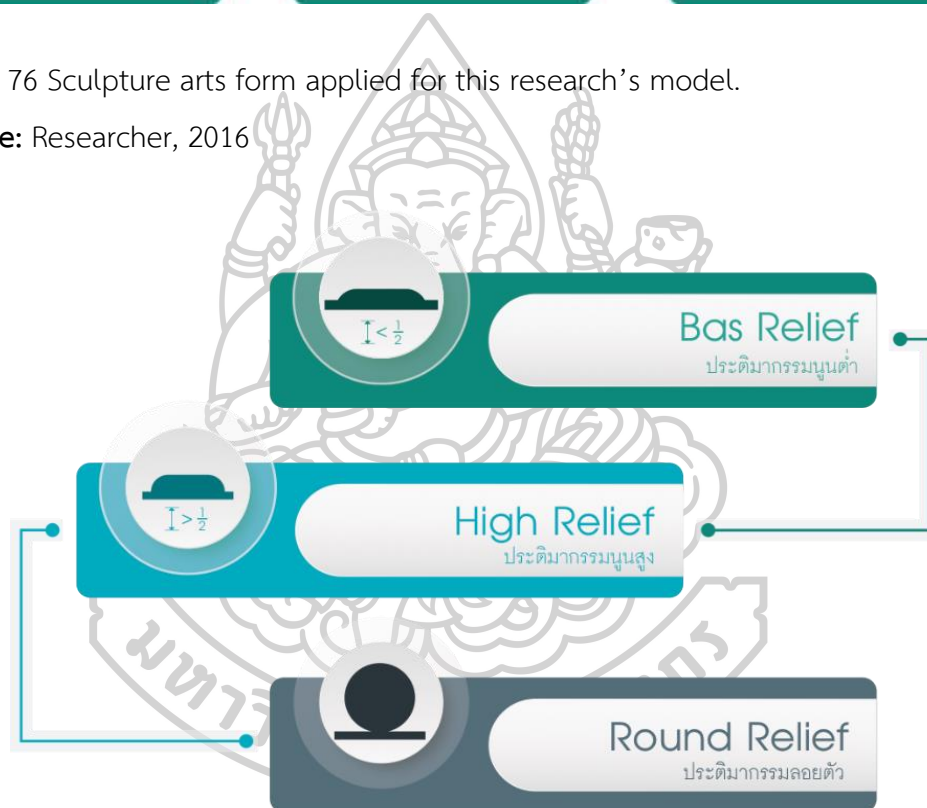 76 Sculpture arts form applied for this research's model.
e: Researcher, 2016
< 1/2
Bas Relief
ประติมากรรมนูนต่ำ
> 1/2
High Relief
ประติมากรรมนูนสูง
Round Relief
ประติมากรรมลอยตัว